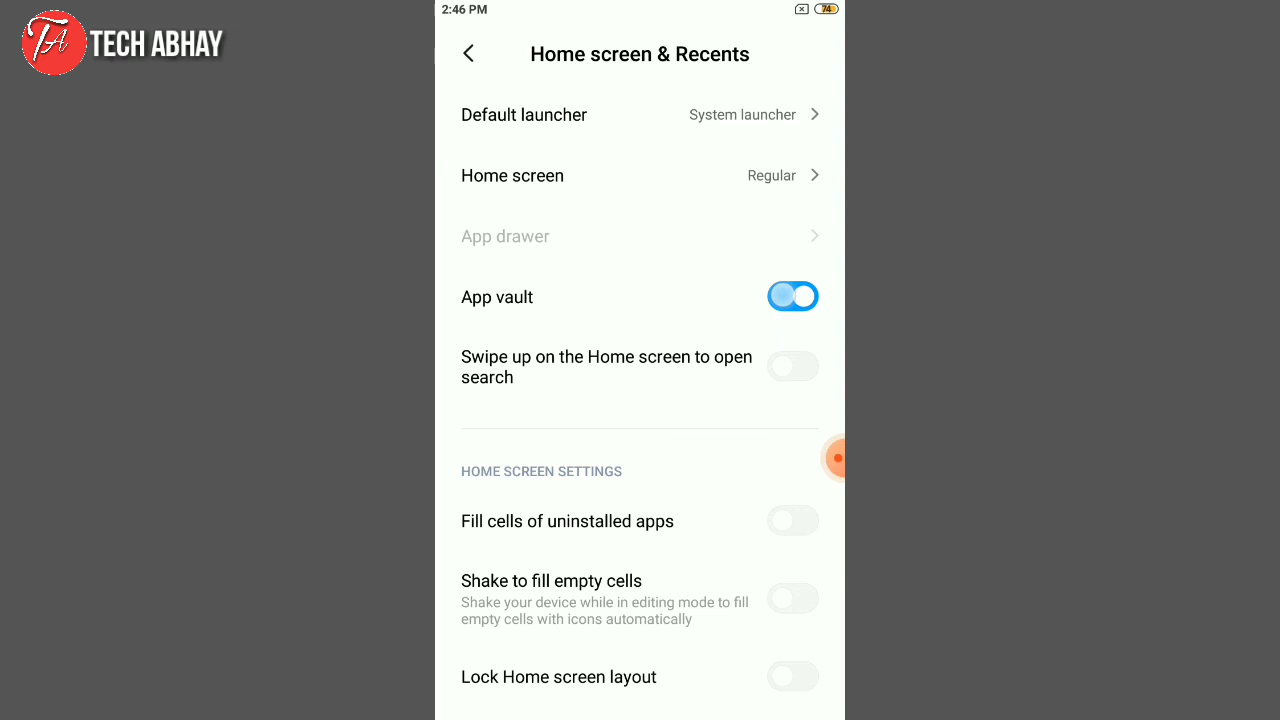 TA TECH ABHAY
2:46 PM
74
Home screen & Recents
Default launcher System launcher
Home screen Regular
App drawer
App vault
Swipe up on the Home screen to open
search
HOME SCREEN SETTINGS
Fill cells of uninstalled apps
Shake to fill empty cells
Shake your device while in editing mode to fill
empty cells with icons automatically
Lock Home screen layout